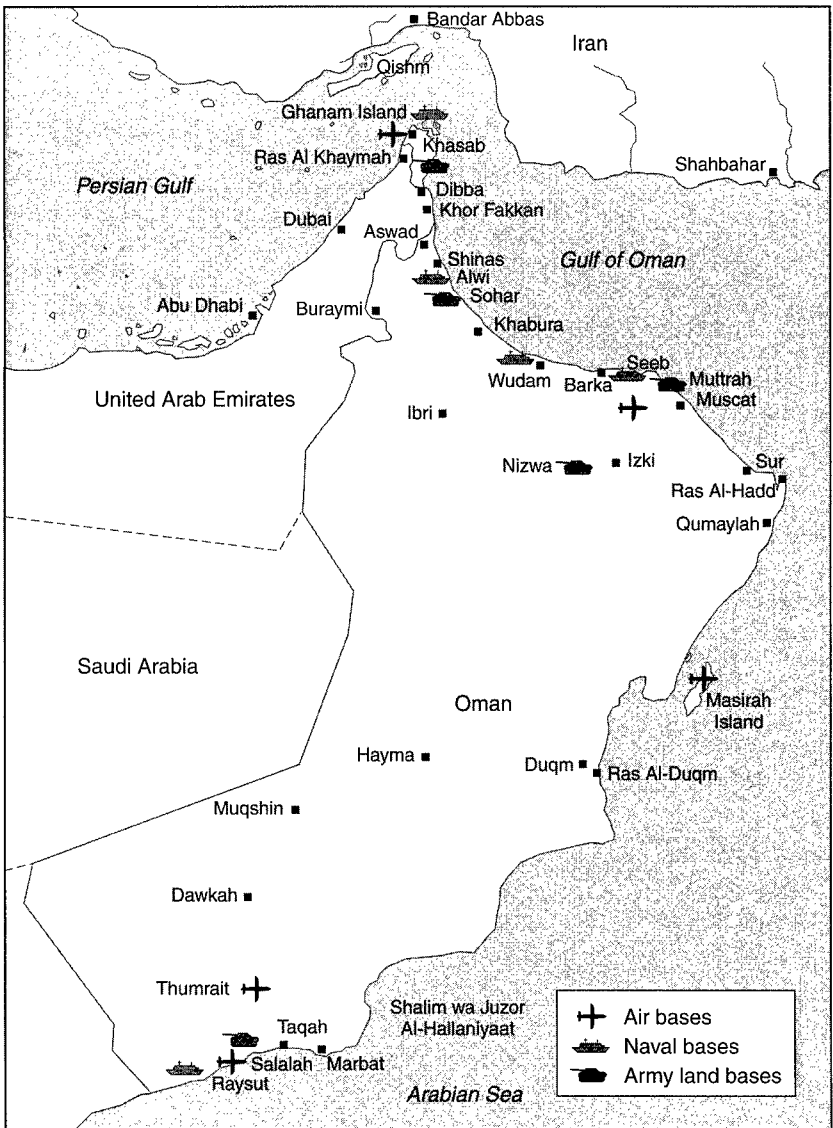 Bandar Abbas
Iran
Qishm
Ghanam Island
Khasab
Ras Al Khaymah
Shahbahar
Persian Gulf
Dibba
Khor Fakkan
Dubai
Aswad
Shinas
Gulf of Oman
Alwi
Abu Dhabi
Buraymi
Sohar
Khabura
Seeb
Wudam
Barka
Muttrah
Muscat
United Arab Emirates
Ibri
Nizwa
Izki
Sur
Ras Al-Hadd
Qumaylah
Saudi Arabia
Oman
Masirah
Island
Hayma
Duqm
Ras Al-Duqm
Muqshin
Dawkah
Thumrait
Shalim wa Juzor
Al-Hallaniyaat
Taqah
Salalah
Marbat
Raysut
Arabian Sea
Air bases
Naval bases
Army land bases